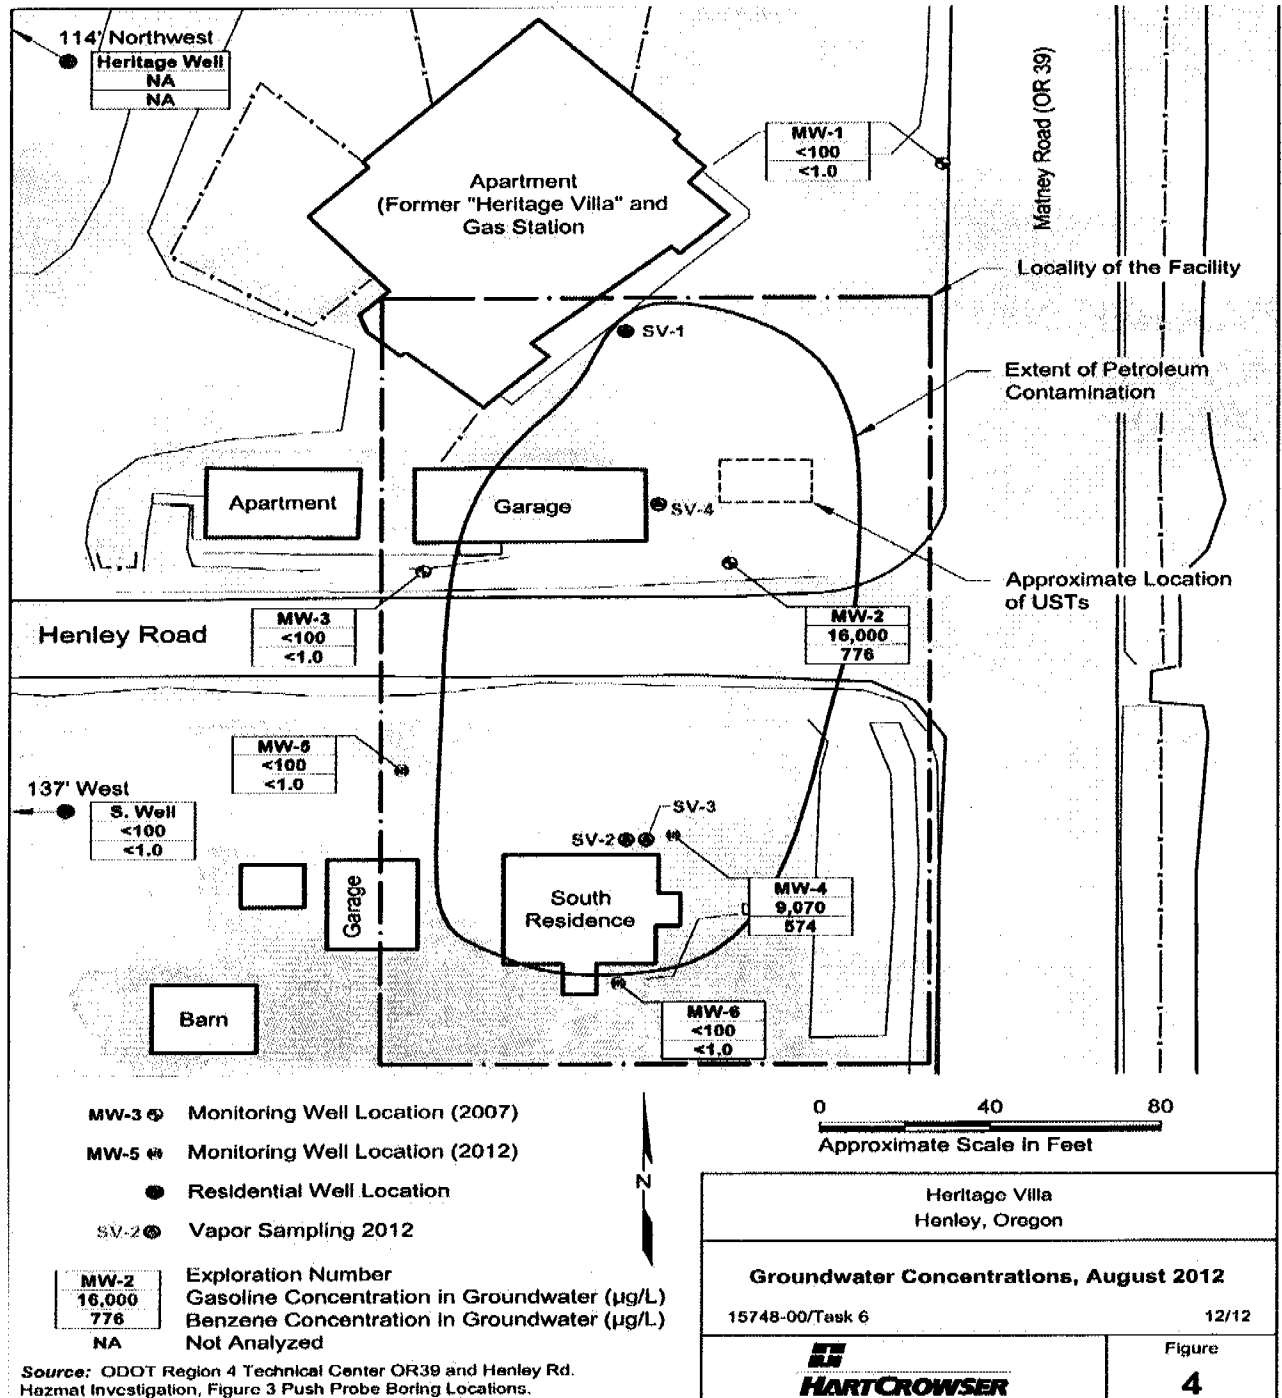 114' Northwest
Heritage Well
NA
NA
MW-1
<100
<1.0
Matney Road (OR 39)
Apartment
(Former "Heritage Villa" and
Gas Station
Locality of the Facility
SV-1
Extent of Petroleum
Contamination
Apartment
Garage
SV-4
Approximate Location
of USTs
MW-3
<100
<1.0
Henley Road
MW-2
16,000
776
MW-5
<100
<1.0
137' West
S. Well
<100
<1.0
SV-3
SV-2
Garage
South
Residence
MW-4
9,070
574
Barn
MW-6
<100
<1.0
MW-3 Monitoring Well Location (2007)
MW-5 Monitoring Well Location (2012)
Residential Well Location
SV-2 Vapor Sampling 2012
MW-2 Exploration Number
16,000 Gasoline Concentration in Groundwater (µg/L)
776 Benzene Concentration in Groundwater (µg/L)
NA Not Analyzed
Source: ODOT Region 4 Technical Center OR39 and Henley Rd.
Hazmat Investigation, Figure 3 Push Probe Boring Locations.
N
0 40 80
Approximate Scale in Feet
Heritage Villa
Henley, Oregon
Groundwater Concentrations, August 2012
15748-00/Task 6 12/12
HARTCROWSER
Figure
4